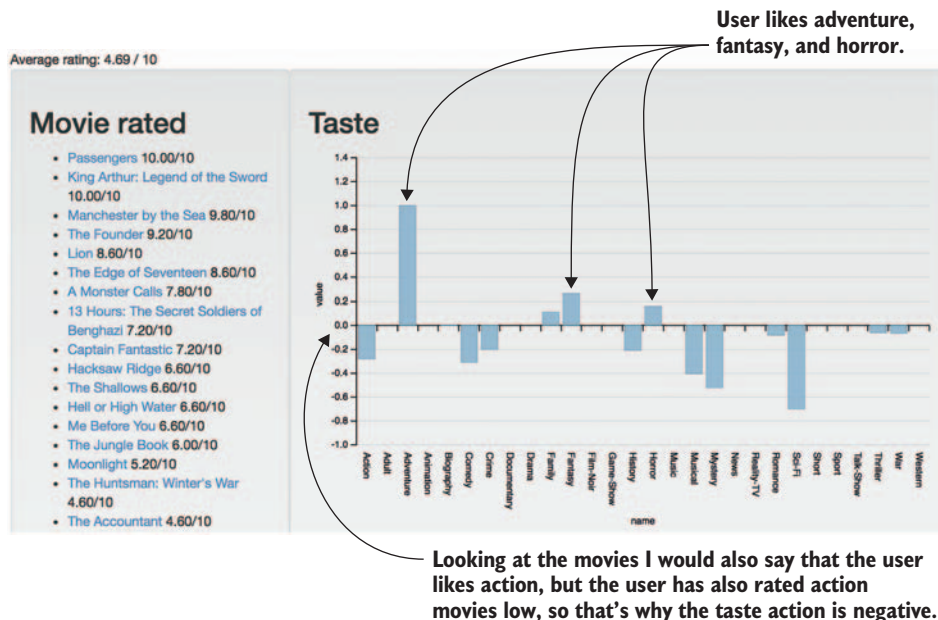 User likes adventure,
fantasy, and horror.
Average rating: 4.69 / 10
Movie rated
• Passengers 10.00/10
• King Arthur: Legend of the Sword
10.00/10
• Manchester by the Sea 9.80/10
• The Founder 9.20/10
• Lion 8.60/10
• The Edge of Seventeen 8.60/10
• A Monster Calls 7.80/10
• 13 Hours: The Secret Soldiers of
Benghazi 7.20/10
• Captain Fantastic 7.20/10
• Hacksaw Ridge 6.60/10
• The Shallows 6.60/10
• Hell or High Water 6.60/10
• Me Before You 6.60/10
• The Jungle Book 6.00/10
• Moonlight 5.20/10
• The Huntsman: Winter's War
4.60/10
• The Accountant 4.60/10
Taste
1.4
1.2
1.0
0.8
0.6
0.4
0.2
0.0
-0.2
-0.4
-0.6
-0.8
-1.0
value
Action
Adult
Adventure
Animation
Biography
Comedy
Crime
Documentary
Drama
Family
Fantasy
Film-Noir
Game-Show
History
Horror
Music
Musical
Mystery
News
Reality-TV
Romance
Sci-Fi
Short
Sport
Talk-Show
Thriller
War
Western
name
Looking at the movies I would also say that the user
likes action, but the user has also rated action
movies low, so that's why the taste action is negative.